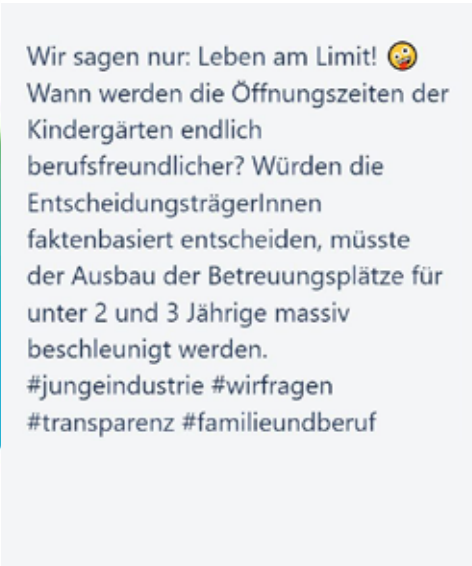 Wir sagen nur: Leben am Limit! 🤪
Wann werden die Öffnungszeiten der
Kindergärten endlich
berufsfreundlicher? Würden die
EntscheidungsträgerInnen
faktenbasiert entscheiden, müsste
der Ausbau der Betreuungsplätze für
unter 2 und 3 Jährige massiv
beschleunigt werden.
#jungeindustrie #wirfragen
#transparenz #familieundberuf